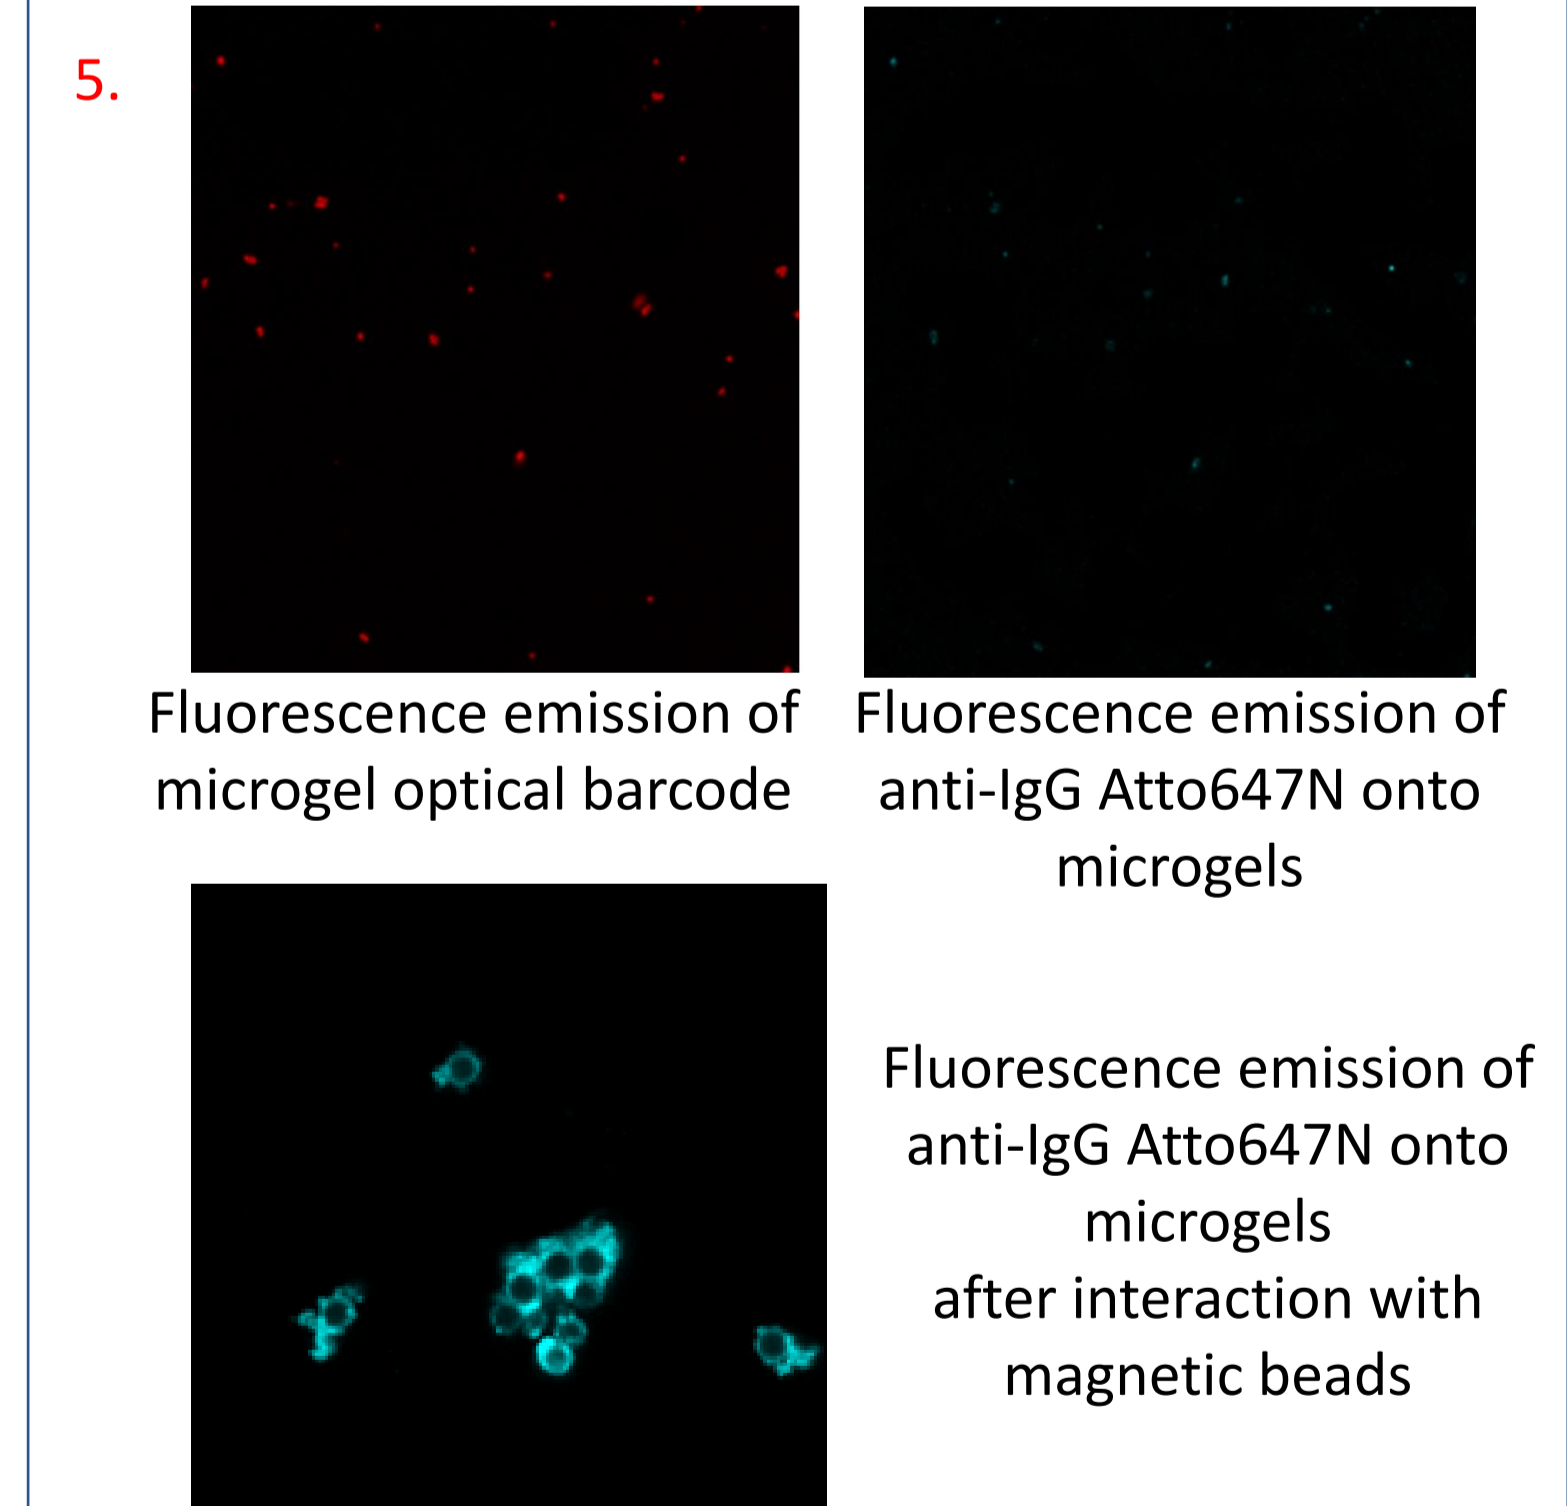 5.
Fluorescence emission of
microgel optical barcode
Fluorescence emission of
anti-IgG Atto647N onto
microgels
Fluorescence emission of
anti-IgG Atto647N onto
microgels
after interaction with
magnetic beads